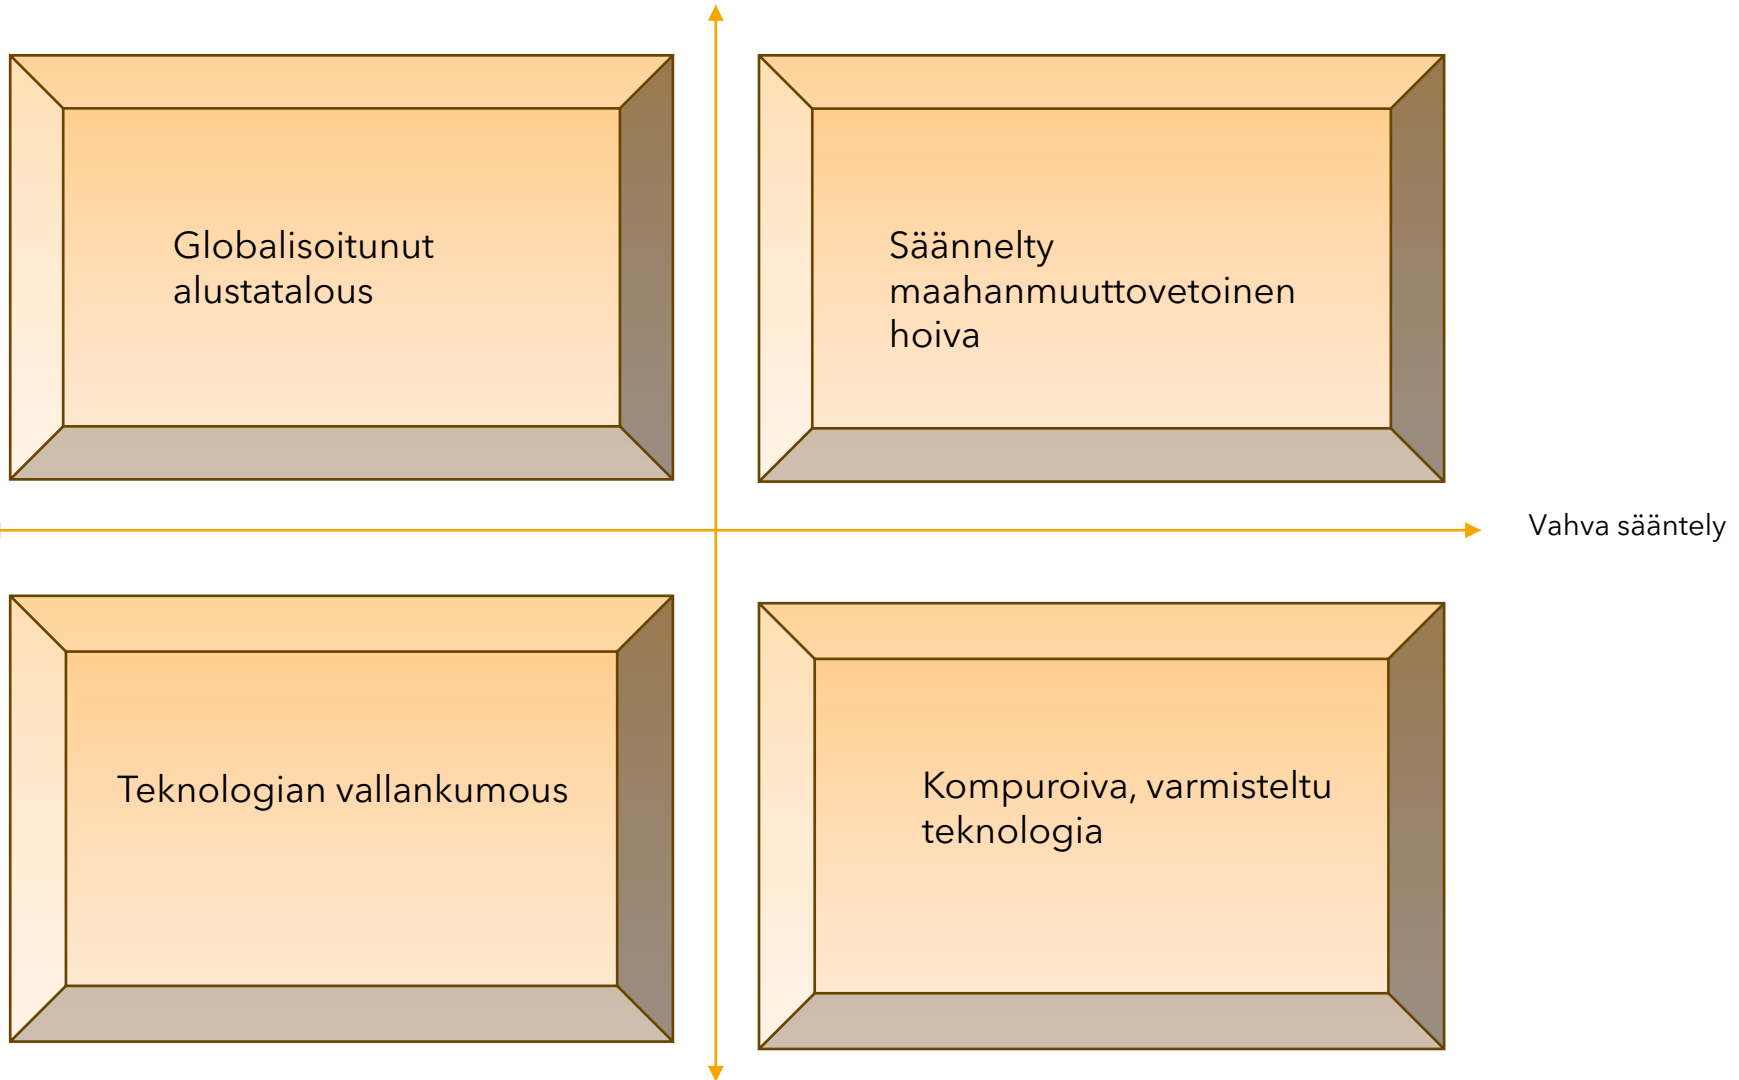 Globalisoitunut
alustatalous
Säännelty
maahanmuuttovetoinen
hoiva
Vahva sääntely
Teknologian vallankumous
Kompuroiva, varmisteltu
teknologia